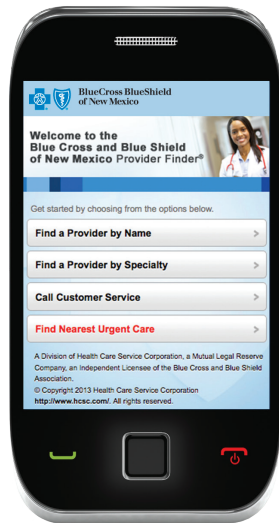 BlueCross BlueShield
of New Mexico
Welcome to the
Blue Cross and Blue Shield
of New Mexico Provider Finder®
Get started by choosing from the options below.
Find a Provider by Name
Find a Provider by Specialty
Call Customer Service
Find Nearest Urgent Care
A Division of Health Care Service Corporation, a Mutual Legal Reserve
Company, an Independent Licensee of the Blue Cross and Blue Shield
Association.
© Copyright 2013 Health Care Service Corporation
http://www.hcsc.com/. All rights reserved.